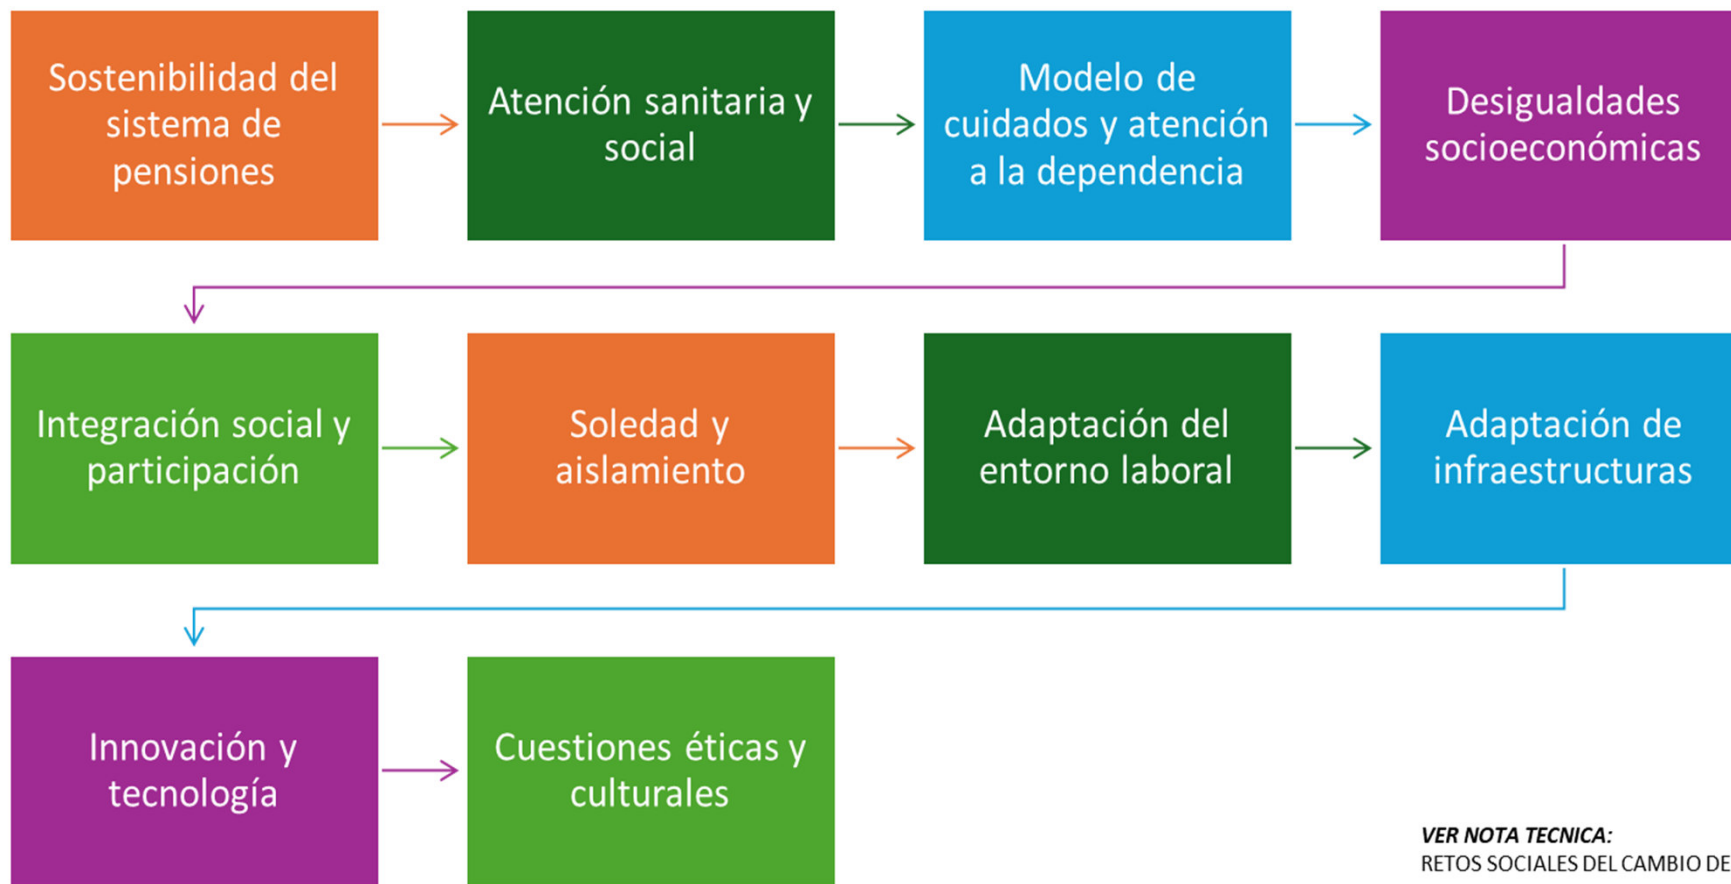 Sostenibilidad del
sistema de
pensiones
Atención sanitaria y
social
Modelo de
cuidados y atención
a la dependencia
Desigualdades
socioeconómicas
Integración social y
participación
Soledad y
aislamiento
Adaptación del
entorno laboral
Adaptación de
infraestructuras
Innovación y
tecnología
Cuestiones éticas y
culturales
VER NOTA TECNICA:
RETOS SOCIALES DEL CAMBIO DE